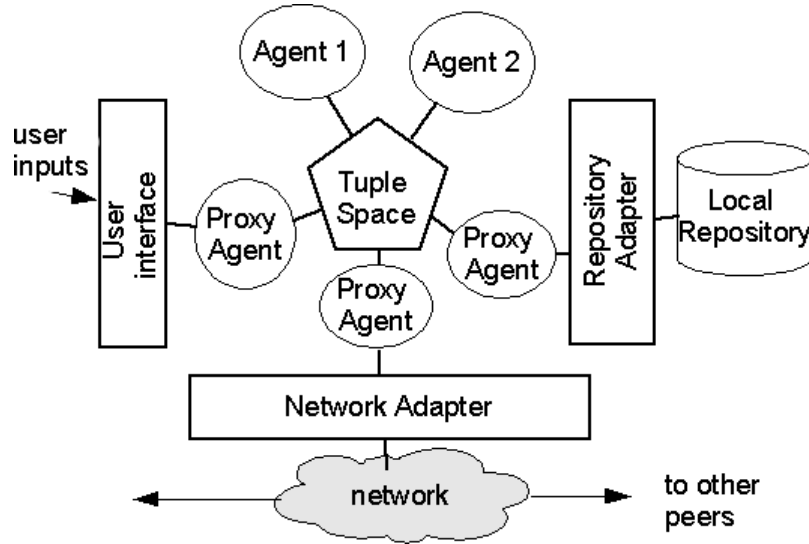 Agent 1
Agent 2
user
inputs
User
interface
Proxy
Agent
Tuple
Space
Proxy
Agent
Proxy
Agent
Repository
Adapter
Local
Repository
Network Adapter
network
to other
peers